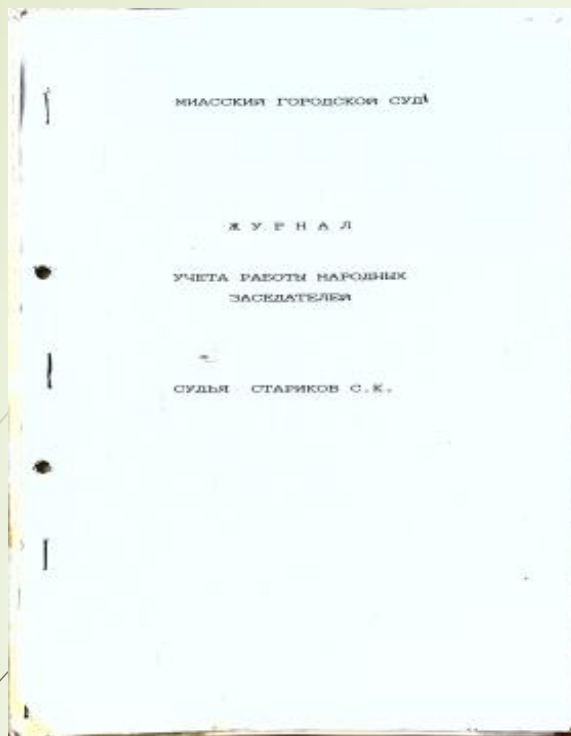 МИАССКИЙ ГОРОДСКОЙ СУД
Ж У Р Н А Л
УЧЕТА РАБОТЫ НАРОДНЫХ
ЗАСЕДАТЕЛЕЙ
СУДЬЯ СТАРИКОВ С.К.